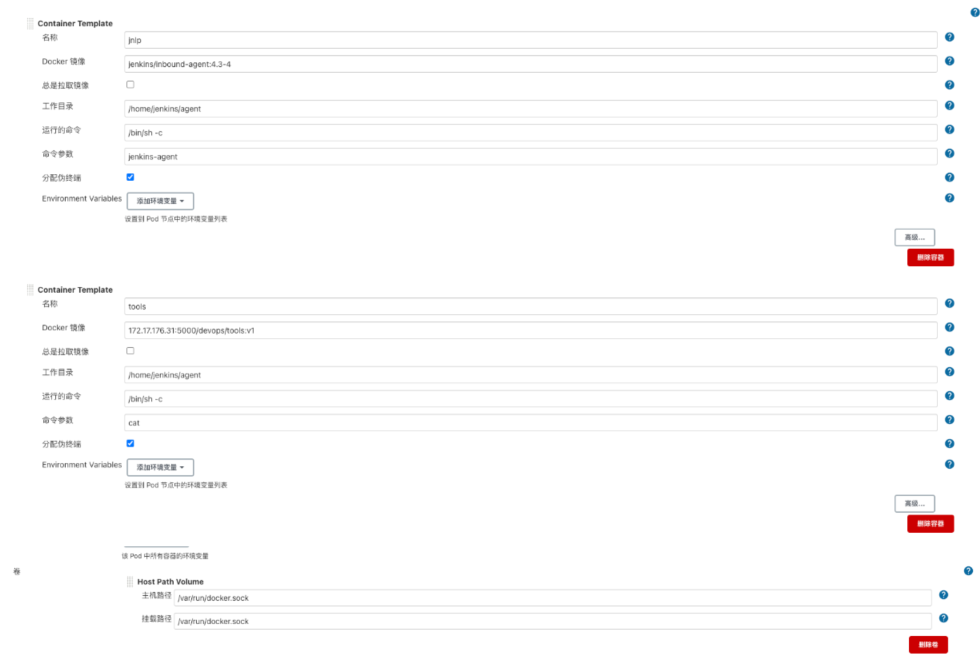 Container Template
名称 jnlp
Docker 镜像 jenkins/inbound-agent:4.3-4
总是拉取镜像
工作目录 /home/jenkins/agent
运行的命令 /bin/sh -c
命令参数 jenkins-agent
分配伪终端
Environment Variables 添加环境变量
设置到 Pod 节点中的环境变量列表
高级...
删除容器
Container Template
名称 tools
Docker 镜像 172.17.176.31:5000/devops/tools:v1
总是拉取镜像
工作目录 /home/jenkins/agent
运行的命令 /bin/sh -c
命令参数 cat
分配伪终端
Environment Variables 添加环境变量
设置到 Pod 节点中的环境变量列表
高级...
删除容器
该 Pod 中所有容器的环境变量
卷
Host Path Volume
主机路径 /var/run/docker.sock
挂载路径 /var/run/docker.sock
删除卷